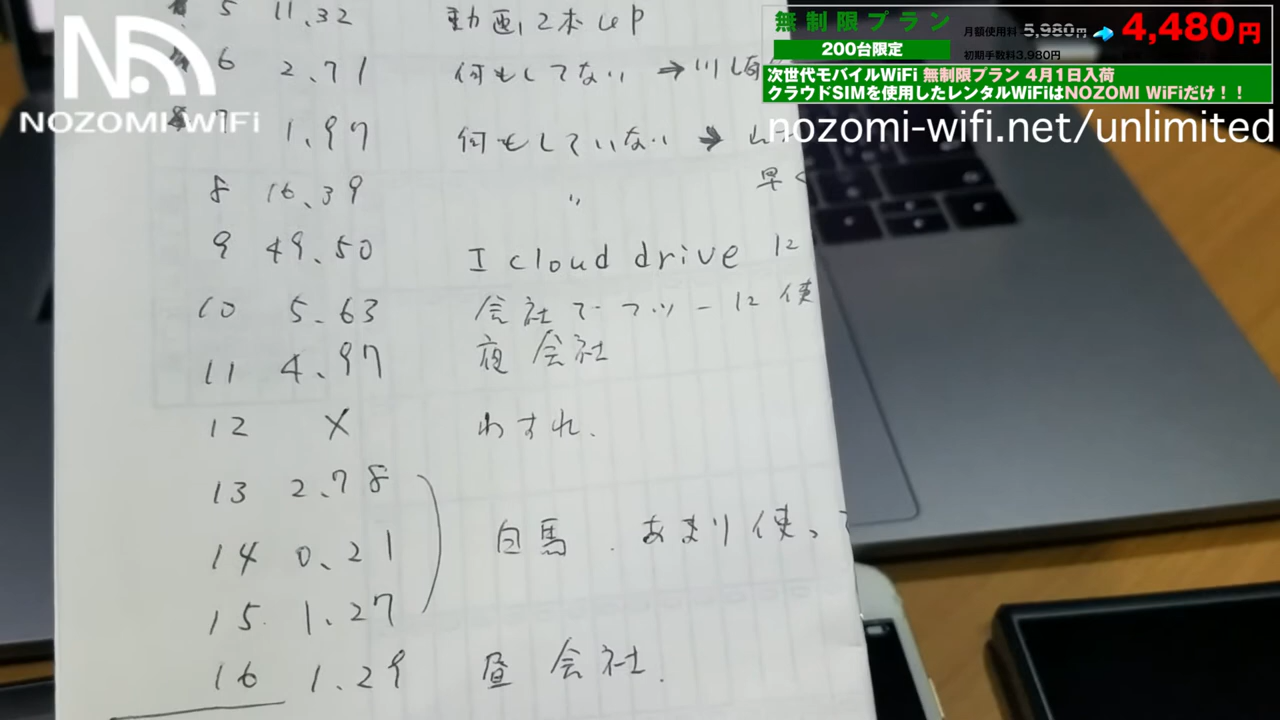 5 11.32 動画12本UP
6 2.71 何もしてない →
7 1.97 何もしていない →
8 16.39 〃 早く
9 49.50 I cloud drive 12
10 5.63 会社で 12 使
11 4.97 夜 会社
12 X わすれ.
13 2.78
14 0.21 白馬 . あまり使っ
15 1.27
16 1.29 昼 会社.
NOZOMI WiFi
無制限プラン
200台限定
月額使用料 5,980円 4,480円
初期手数料3,980円
次世代モバイルWiFi 無制限プラン 4月1日入荷
クラウドSIMを使用したレンタルWiFiはNOZOMI WiFiだけ！！
nozomi-wifi.net/unlimited